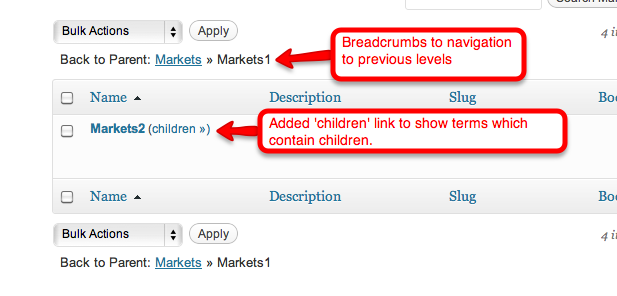 Bulk Actions Apply 4 i
Back to Parent: Markets » Markets1
Breadcrumbs to navigation
to previous levels
Name Description Slug Bo
Markets2 (children »)
Added 'children' link to show terms which
contain children.
Name Description Slug Bo
Bulk Actions Apply 4 i
Back to Parent: Markets » Markets1